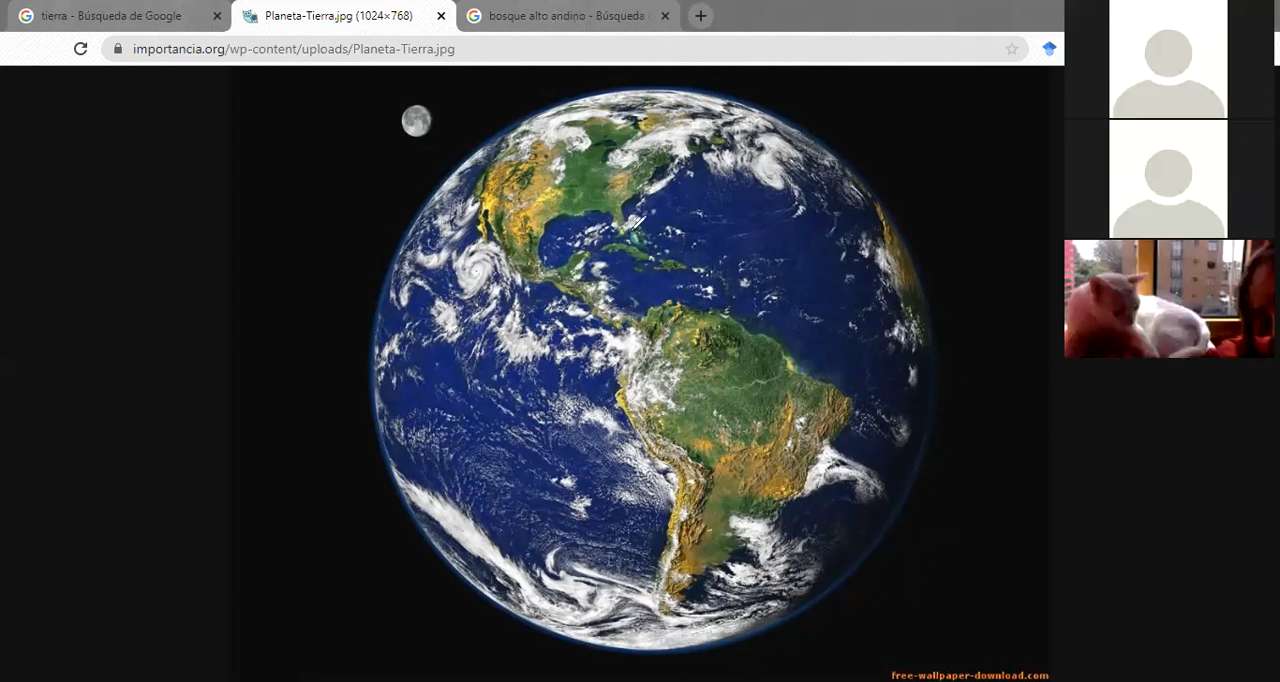 tierra - Búsqueda de Google
Planeta-Tierra.jpg (1024×768)
bosque alto andino - Búsqueda
importancia.org/wp-content/uploads/Planeta-Tierra.jpg
free-wallpaper-download.com